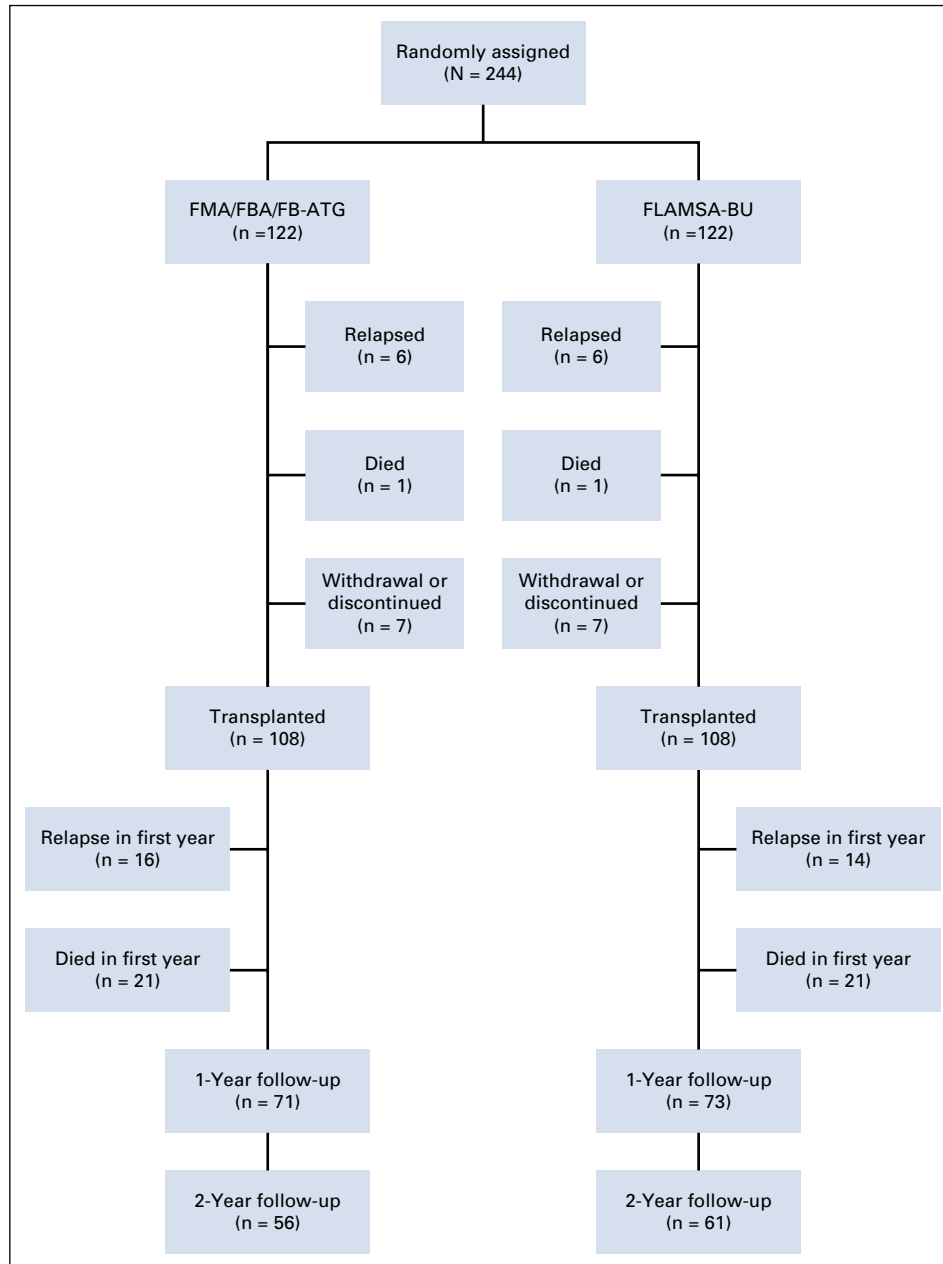 Randomly assigned
(N = 244)
FMA/FBA/FB-ATG
(n =122)
FLAMSA-BU
(n =122)
Relapsed
(n = 6)
Relapsed
(n = 6)
Died
(n = 1)
Died
(n = 1)
Withdrawal or
discontinued
(n = 7)
Withdrawal or
discontinued
(n = 7)
Transplanted
(n = 108)
Transplanted
(n = 108)
Relapse in first year
(n = 16)
Relapse in first year
(n = 14)
Died in first year
(n = 21)
Died in first year
(n = 21)
1-Year follow-up
(n = 71)
1-Year follow-up
(n = 73)
2-Year follow-up
(n = 56)
2-Year follow-up
(n = 61)